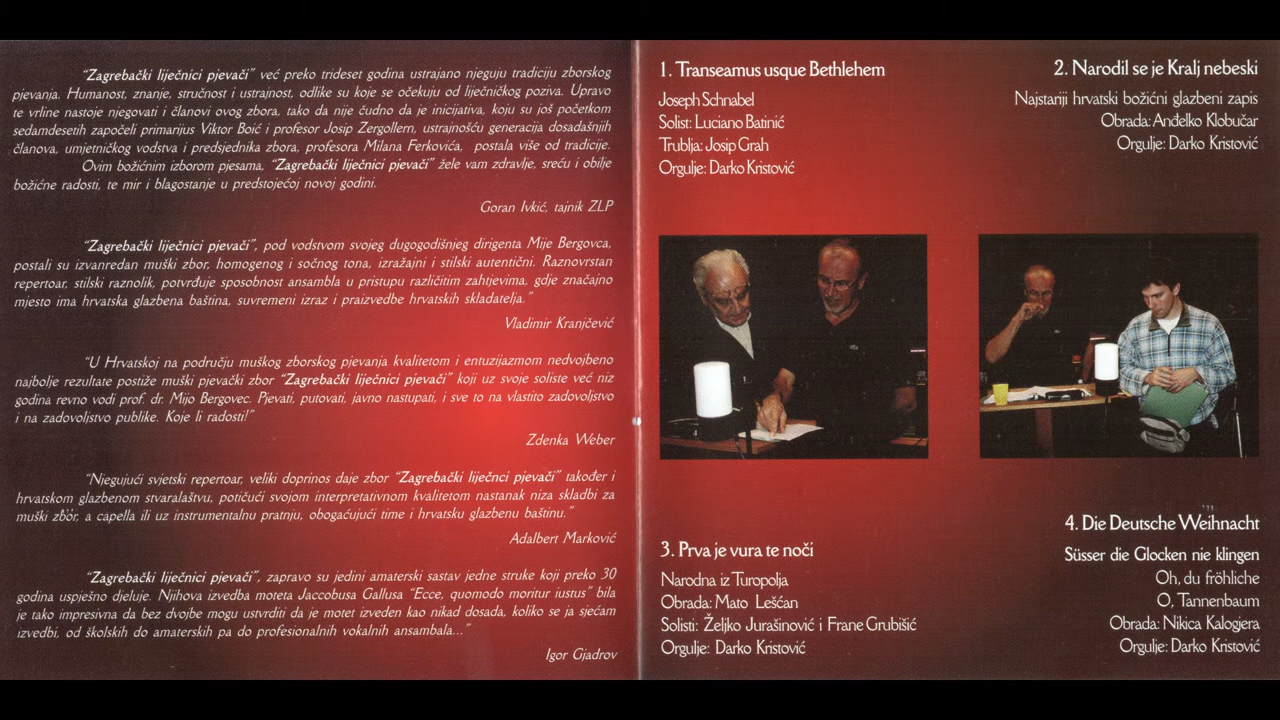 "Zagrebački liječnici pjevači" već preko trideset godina ustrajno njeguju tradiciju zborskog
pjevanja. Humanost, znanje, stručnost i ustrajnost, odlike su koje se očekuju od liječničkog poziva. Upravo
te vrline nastoje njegovati i članovi ovog zbora, tako da nije čudno da je inicijativa, koju su još početkom
sedamdesetih započeli primarijus Viktor Boić i profesor Josip Zergollern, ustrajnošću generacija dosadašnjih
članova, umjetničkog vodstva i predsjednika zbora, profesora Milana Ferkovića, postala više od tradicije.
Ovim božićnim izborom pjesama, "Zagrebački liječnici pjevači" žele vam zdravlje, sreću i obilje
božićne radosti, te mir i blagostanje u predstojećoj novoj godini.
Goran Ivkić, tajnik ZLP
"Zagrebački liječnici pjevači", pod vodstvom svojeg dugogodišnjeg dirigenta Mije Bergovca,
postali su izvanredan muški zbor, homogenog i sočnog tona, izražajni i stilski autentični. Raznovrstan
repertoar, stilski raznolik, potvrđuje sposobnost ansambla u pristupu različitim zahtjevima, gdje značajno
mjesto ima hrvatska glazbena baština, suvremeni izraz i praizvedbe hrvatskih skladatelja."
Vladimir Kranjčević
"U Hrvatskoj na području muškog zborskog pjevanja kvalitetom i entuzijazmom nedvojbeno
najbolje rezultate postiže muški pjevački zbor "Zagrebački liječnici pjevači" koji uz svoje soliste već niz
godina revno vodi prof. dr. Mijo Bergovec. Pjevati, putovati, javno nastupati, i sve to na vlastito zadovoljstvo
i na zadovoljstvo publike. Koje li radosti!"
Zdenka Weber
"Njegujući svjetski repertoar, veliki doprinos daje zbor "Zagrebački liječnci pjevači" također i
hrvatskom glazbenom stvaralaštvu, potičući svojom interpretativnom kvalitetom nastanak niza skladbi za
muški zbor, a capella ili uz instrumentalnu pratnju, obogaćujući time i hrvatsku glazbenu baštinu."
Adalbert Marković
"Zagrebački liječnici pjevači", zapravo su jedini amaterski sastav jedne struke koji preko 30
godina uspješno djeluje. Njihova izvedba moteta Jaccobusa Gallusa "Ecce, quomodo moritur iustus" bila
je tako impresivna da bez dvojbe mogu ustvrditi da je motet izveden kao nikad dosada, koliko se ja sjećam
izvedbi, od školskih do amaterskih pa do profesionalnih vokalnih ansambala..."
Igor Gjadrov
1. Transeamus usque Bethlehem
Joseph Schnabel
Solist: Luciano Batinić
Trublja: Josip Grah
Orgulje: Darko Kristović
2. Narodil se je Kralj nebeski
Najstariji hrvatski božićni glazbeni zapis
Obrada: Anđelko Klobučar
Orgulje: Darko Kristović
3. Prva je vura te noči
Narodna iz Turopolja
Obrada: Mato Lešćan
Solisti: Željko Jurašinović i Frane Grubišić
Orgulje: Darko Kristović
4. Die Deutsche Weihnacht
Süsser die Glocken nie klingen
Oh, du fröhliche
O, Tannenbaum
Obrada: Nikica Kalogjera
Orgulje: Darko Kristović